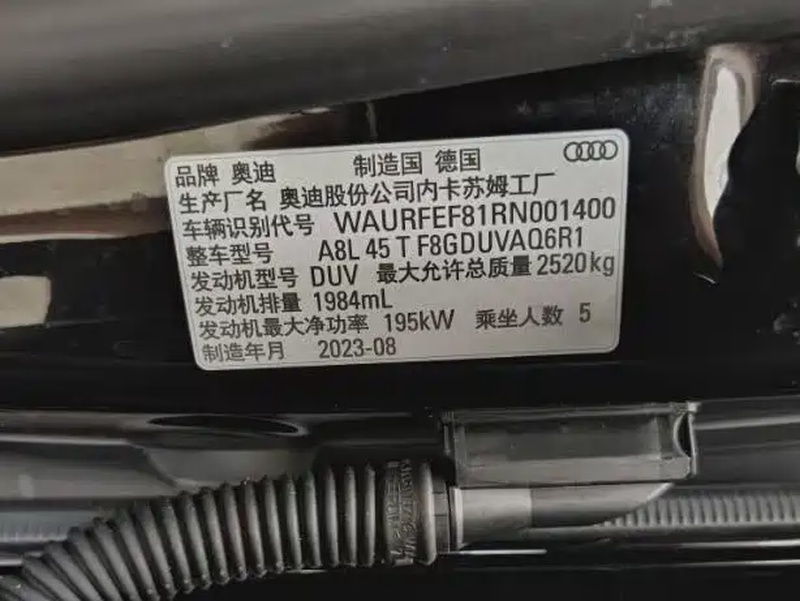 品牌 奥迪 制造国 德国
生产厂名 奥迪股份公司内卡苏姆工厂
车辆识别代号 WAURFEF81RN001400
整车型号 A8L 45 T F8GDUVAQ6R1
发动机型号 DUV 最大允许总质量 2520kg
发动机排量 1984mL
发动机最大净功率 195kW 乘坐人数 5
制造年月 2023-08